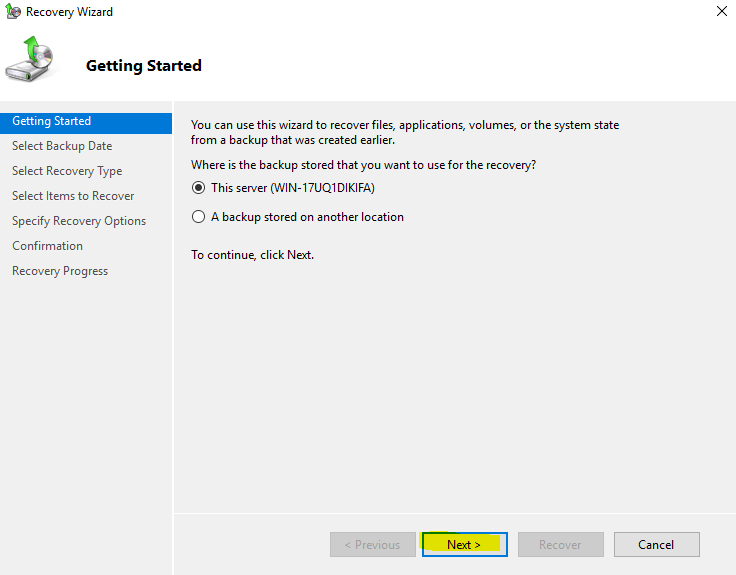 Recovery Wizard
Getting Started
Getting Started
Select Backup Date
Select Recovery Type
Select Items to Recover
Specify Recovery Options
Confirmation
Recovery Progress
You can use this wizard to recover files, applications, volumes, or the system state
from a backup that was created earlier.
Where is the backup stored that you want to use for the recovery?
This server (WIN-17UQ1DIKIFA)
A backup stored on another location
To continue, click Next.
< Previous
Next >
Recover
Cancel